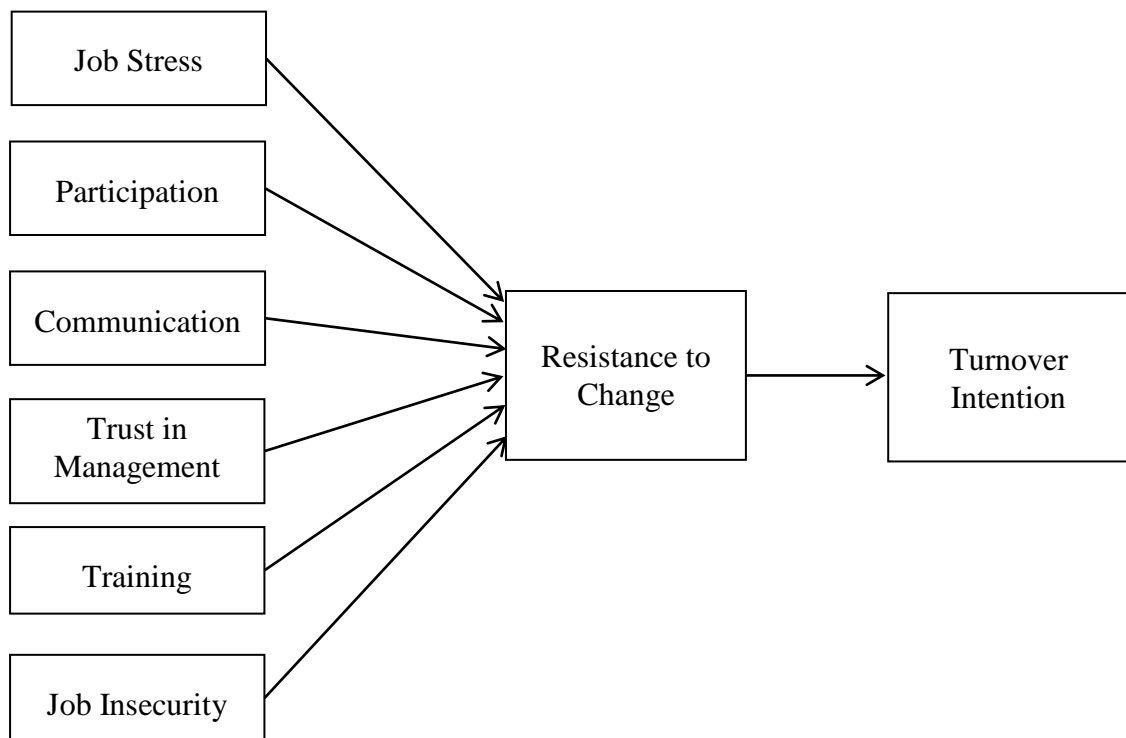 Job Stress
Participation
Communication
Trust in
Management
Training
Job Insecurity
Resistance to
Change
Turnover
Intention